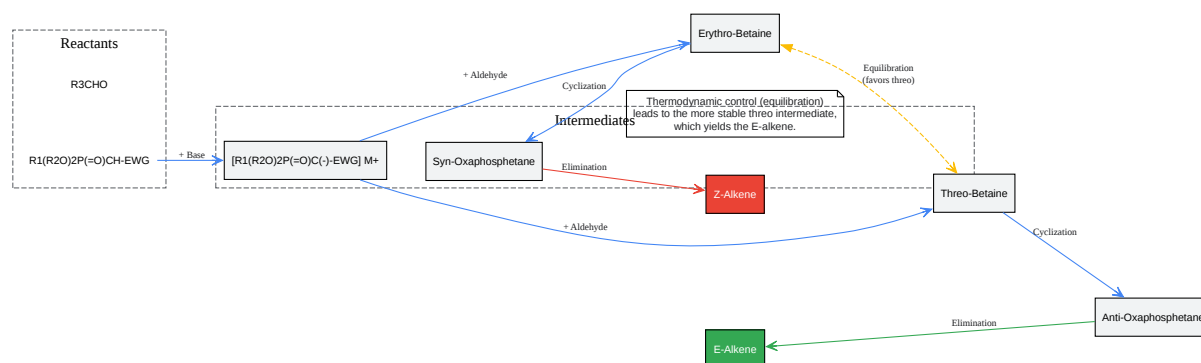 Reactants
R3CHO
R1(R2O)2P(=O)CH-EWG
+ Base
Intermediates
[R1(R2O)2P(=O)C(-)-EWG] M+
+ Aldehyde
Erythro-Betaine
Cyclization
Syn-Oxaphosphetane
Elimination
Z-Alkene
Equilibration
(favors threo)
Thermodynamic control (equilibration)
leads to the more stable threo intermediate,
which yields the E-alkene.
+ Aldehyde
Threo-Betaine
Cyclization
Anti-Oxaphosphetane
Elimination
E-Alkene